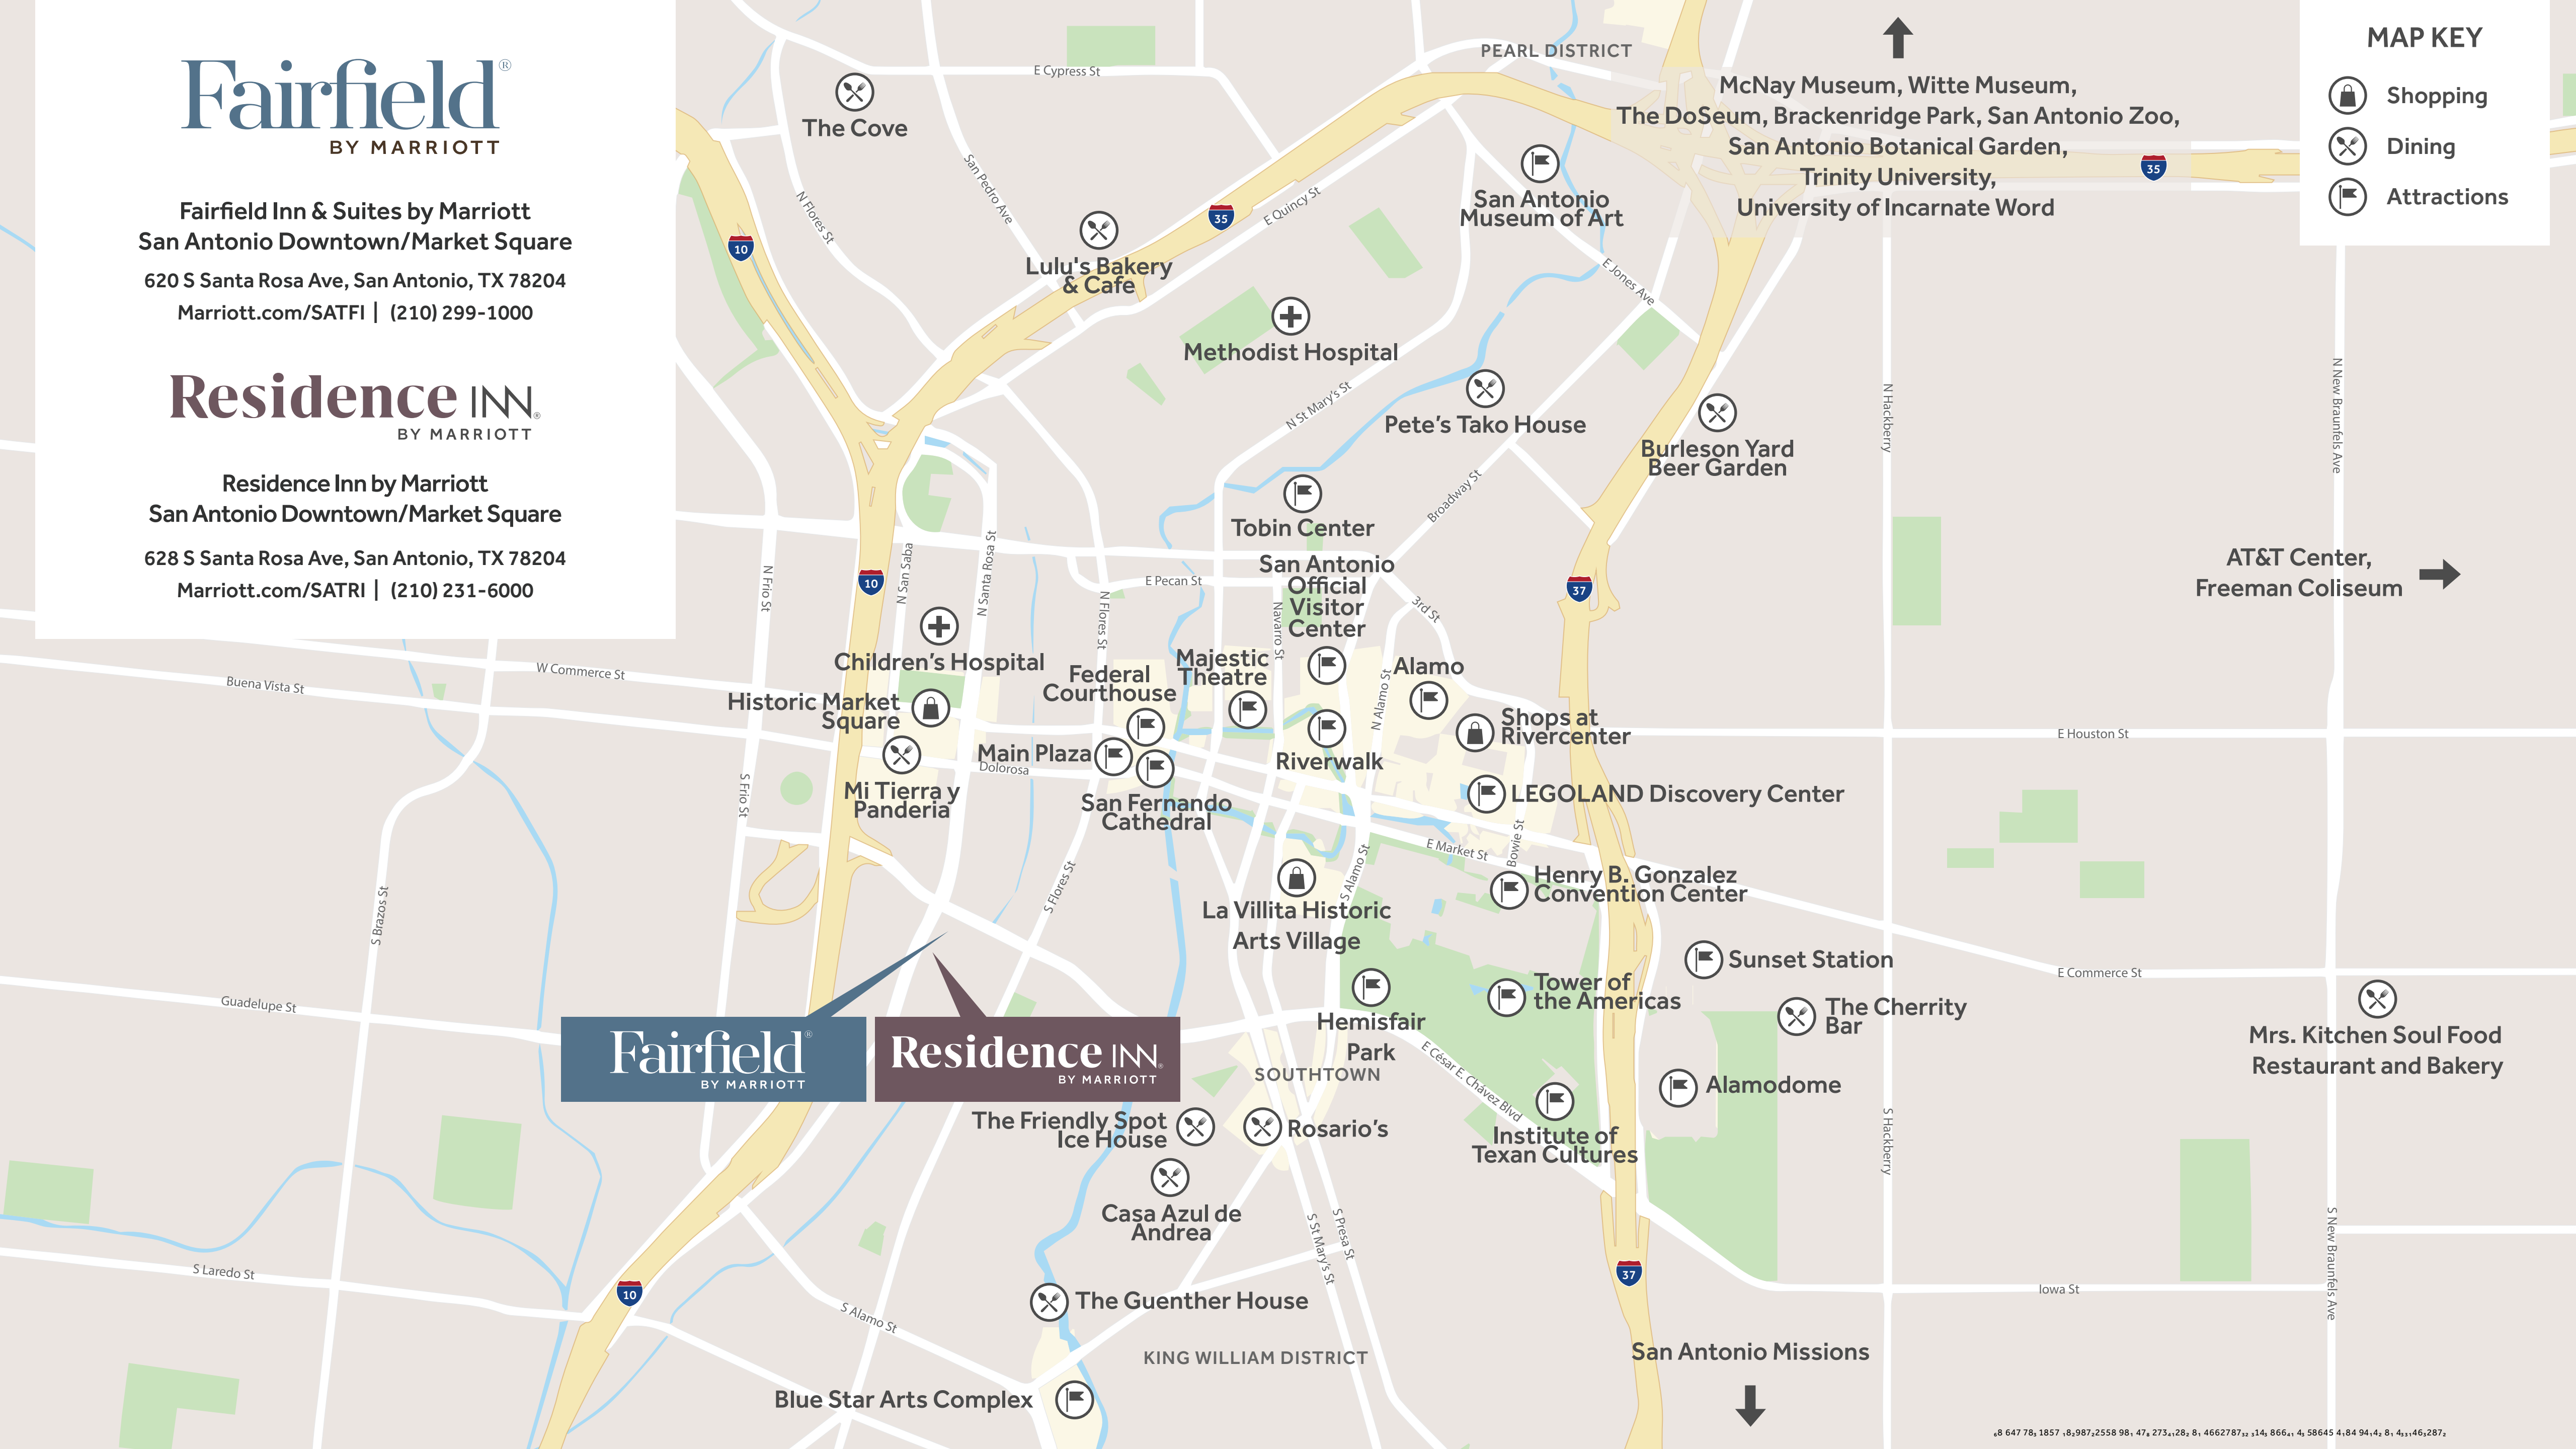 Fairfield®
BY MARRIOTT
Fairfield Inn & Suites by Marriott
San Antonio Downtown/Market Square
620 S Santa Rosa Ave, San Antonio, TX 78204
Marriott.com/SATFI | (210) 299-1000
Residence INN®
BY MARRIOTT
Residence Inn by Marriott
San Antonio Downtown/Market Square
628 S Santa Rosa Ave, San Antonio, TX 78204
Marriott.com/SATRI | (210) 231-6000
MAP KEY
Shopping
Dining
Attractions
PEARL DISTRICT
McNay Museum, Witte Museum,
The DoSeum, Brackenridge Park, San Antonio Zoo,
San Antonio Botanical Garden,
Trinity University,
University of Incarnate Word
35
E Cypress St
The Cove
San Pedro Ave
N Flores St
10
35
E Quincy St
San Antonio
Museum of Art
E Jones Ave
Lulu's Bakery
& Cafe
Methodist Hospital
N St Mary's St
Pete's Tako House
Burleson Yard
Beer Garden
N Hackberry
N New Braunfels Ave
Broadway St
Tobin Center
San Antonio
Official
Visitor
Center
AT&T Center,
Freeman Coliseum
10
37
N Frio St
N San Saba
N Santa Rosa St
N Flores St
E Pecan St
Navarro St
3rd St
Children's Hospital
Federal
Courthouse
Majestic
Theatre
Alamo
N Alamo St
W Commerce St
Buena Vista St
Historic Market
Square
Shops at
Rivercenter
E Houston St
Main Plaza
Dolorosa
Riverwalk
Mi Tierra y
Panderia
San Fernando
Cathedral
LEGOLAND Discovery Center
S Frio St
E Market St
Bowie St
S Alamo St
S Flores St
S Brazos St
La Villita Historic
Arts Village
Henry B. Gonzalez
Convention Center
Sunset Station
E Commerce St
Guadelupe St
Hemisfair
Park
Tower of
the Americas
The Cherrity
Bar
Mrs. Kitchen Soul Food
Restaurant and Bakery
Fairfield®
BY MARRIOTT
Residence INN®
BY MARRIOTT
SOUTHTOWN
E César E. Chávez Blvd
Alamodome
The Friendly Spot
Ice House
Rosario's
Institute of
Texan Cultures
S Hackberry
Casa Azul de
Andrea
S St Mary's St
S Presa St
S New Braunfels Ave
S Laredo St
10
37
Iowa St
The Guenther House
S Alamo St
KING WILLIAM DISTRICT
San Antonio Missions
Blue Star Arts Complex